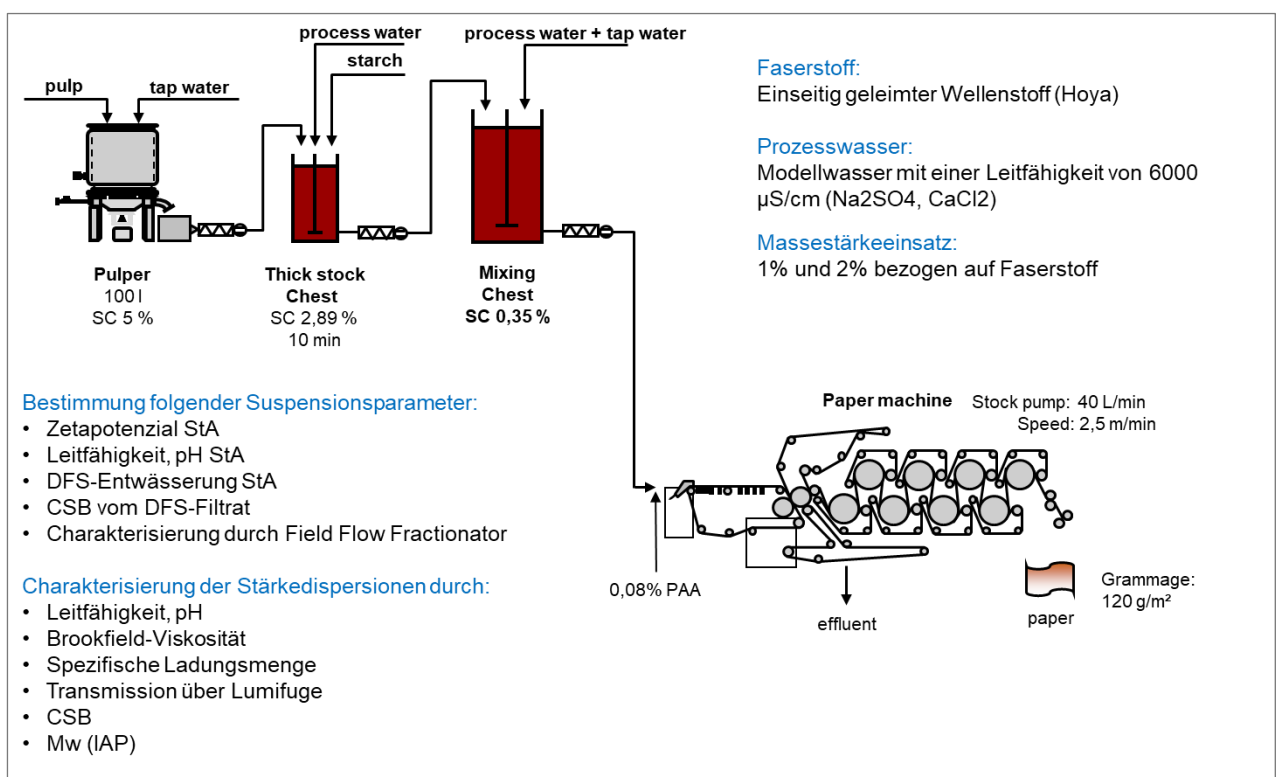 process water
starch
process water + tap water
pulp
tap water
Pulper
100 l
SC 5 %
Thick stock
Chest
SC 2,89 %
10 min
Mixing
Chest
SC 0,35 %
Faserstoff:
Einseitig geleimter Wellenstoff (Hoya)
Prozesswasser:
Modellwasser mit einer Leitfähigkeit von 6000
µS/cm (Na2SO4, CaCl2)
Massestärkeeinsatz:
1% und 2% bezogen auf Faserstoff
Bestimmung folgender Suspensionsparameter:
• Zetapotenzial StA
• Leitfähigkeit, pH StA
• DFS-Entwässerung StA
• CSB vom DFS-Filtrat
• Charakterisierung durch Field Flow Fractionator
Charakterisierung der Stärkedispersionen durch:
• Leitfähigkeit, pH
• Brookfield-Viskosität
• Spezifische Ladungsmenge
• Transmission über Lumifuge
• CSB
• Mw (IAP)
Paper machine
Stock pump: 40 L/min
Speed: 2,5 m/min
0,08% PAA
effluent
paper
Grammage:
120 g/m²